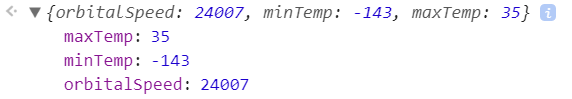 {orbitalSpeed: 24007, minTemp: -143, maxTemp: 35} i
maxTemp: 35
minTemp: -143
orbitalSpeed: 24007